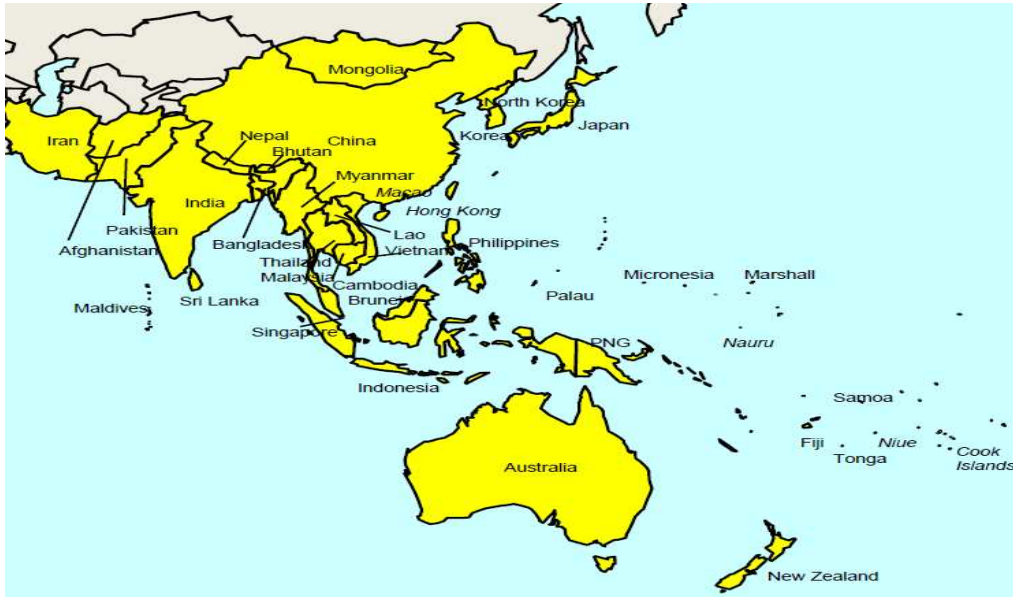 Mongolia
North Korea
Japan
Korea
Iran
Nepal
China
Bhutan
Myanmar
Macao
India
Hong Kong
Pakistan
Lao
Afghanistan
Bangladesh
Vietnam
Philippines
Thailand
Malaysia
Cambodia
Micronesia
Marshall
Maldives
Sri Lanka
Brunei
Palau
Singapore
PNG
Nauru
Indonesia
Samoa
Fiji
Niue
Tonga
Cook
Islands
Australia
New Zealand